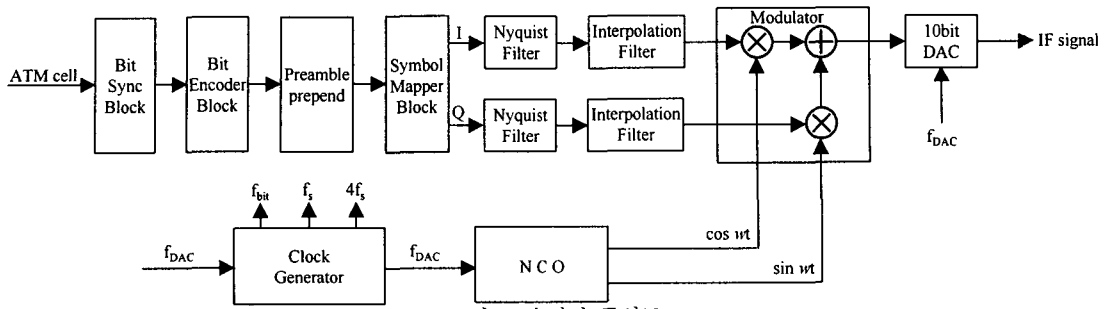 ATM cell
Bit
Sync
Block
Bit
Encoder
Block
Preamble
prepend
Symbol
Mapper
Block
I
Q
Nyquist
Filter
Interpolation
Filter
Nyquist
Filter
Interpolation
Filter
Modulator
10bit
DAC
IF signal
f_DAC
f_bit
f_s
4f_s
f_DAC
Clock
Generator
f_DAC
N C O
cos wt
sin wt